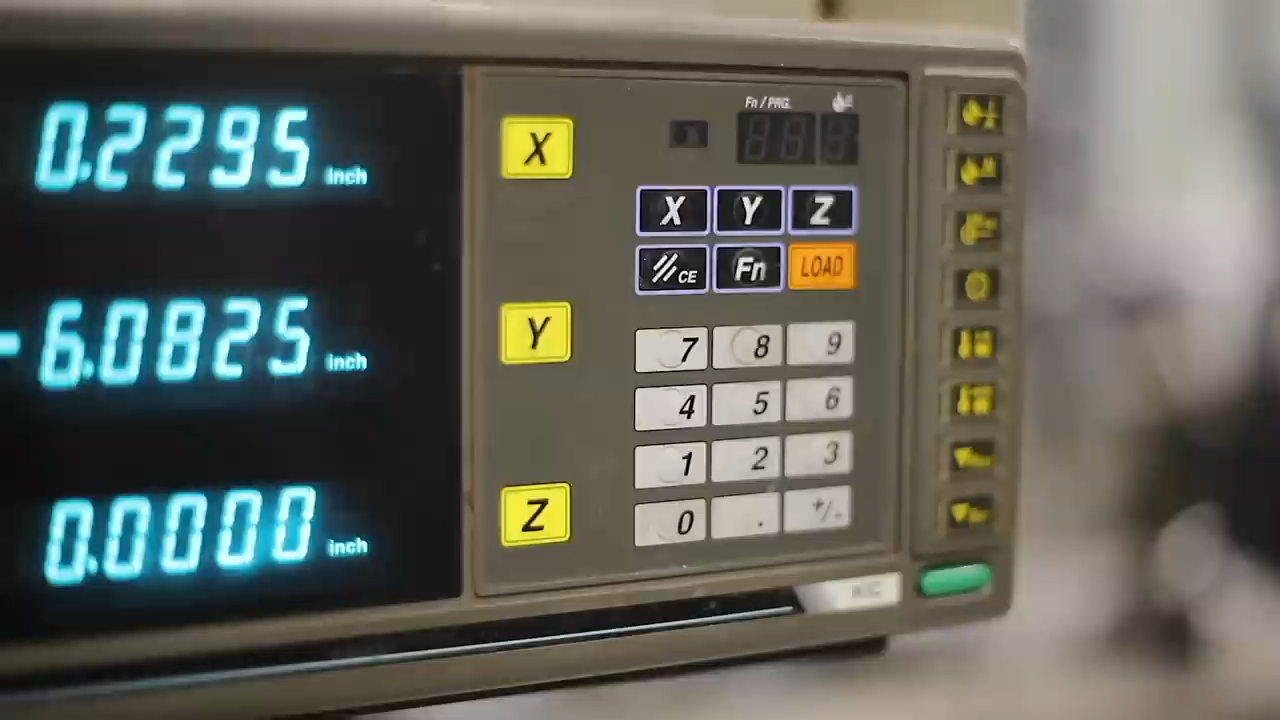 0.2295 inch
-6.0825 inch
0.0000 inch
X
Y
Z
Fn / PRG.
X Y Z
CE Fn LOAD
7 8 9
4 5 6
1 2 3
0 . +/-